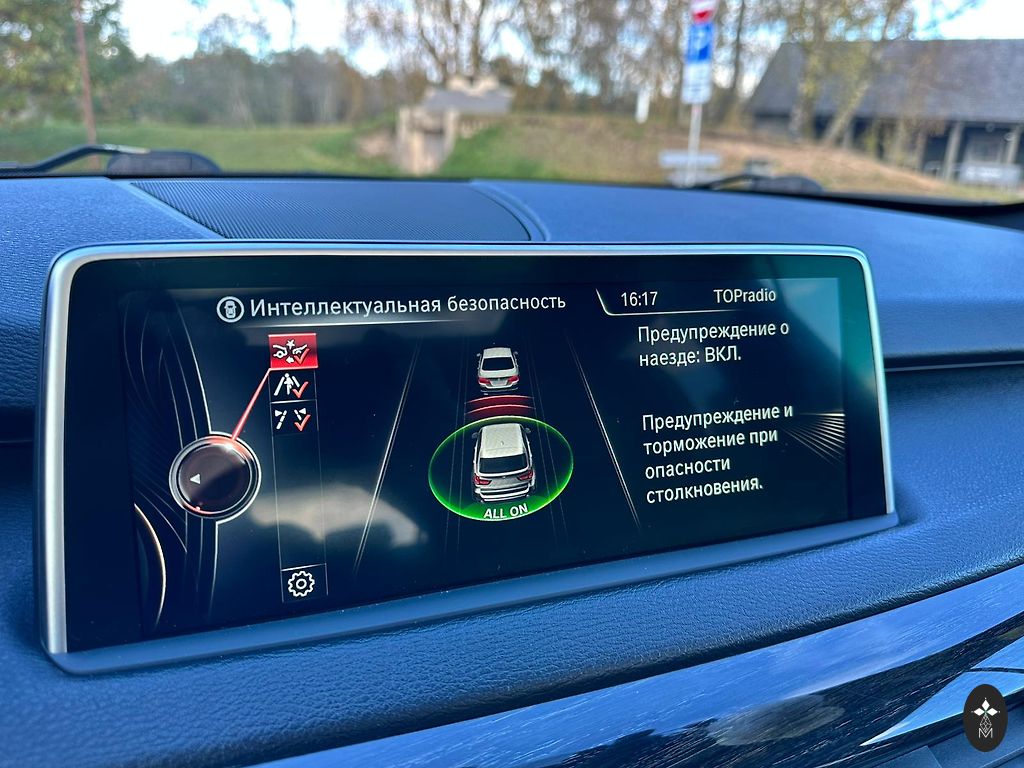 Интеллектуальная безопасность
16:17 TOPradio
Предупреждение о
наезде: ВКЛ.
Предупреждение и
торможение при
опасности
столкновения.
ALL ON
M